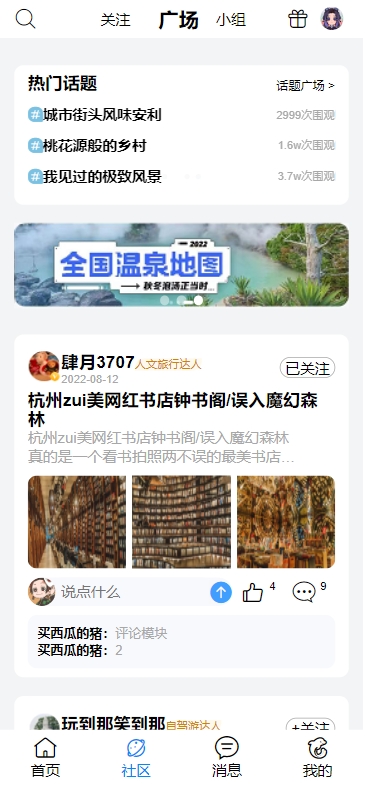 关注 广场 小组
热门话题 话题广场 >
#城市街头风味安利 2999次围观
#桃花源般的乡村 1.6w次围观
#我见过的极致风景 3.7w次围观
2022
全国温泉地图
秋冬泡汤正当时...
肆月3707人文旅行达人 已关注
2022-08-12
杭州zui美网红书店钟书阁/误入魔幻森
林
杭州zui美网红书店钟书阁/误入魔幻森林
真的是一个看书拍照两不误的最美书店…
说点什么 4 9
买西瓜的猪: 评论模块
买西瓜的猪: 2
玩到那笑到那自驾游达人 +关注
首页 社区 消息 我的